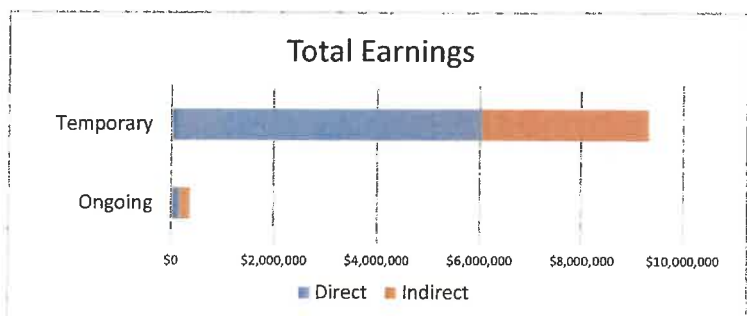 Total Earnings
Temporary
Ongoing
$0 $2,000,000 $4,000,000 $6,000,000 $8,000,000 $10,000,000
Direct Indirect